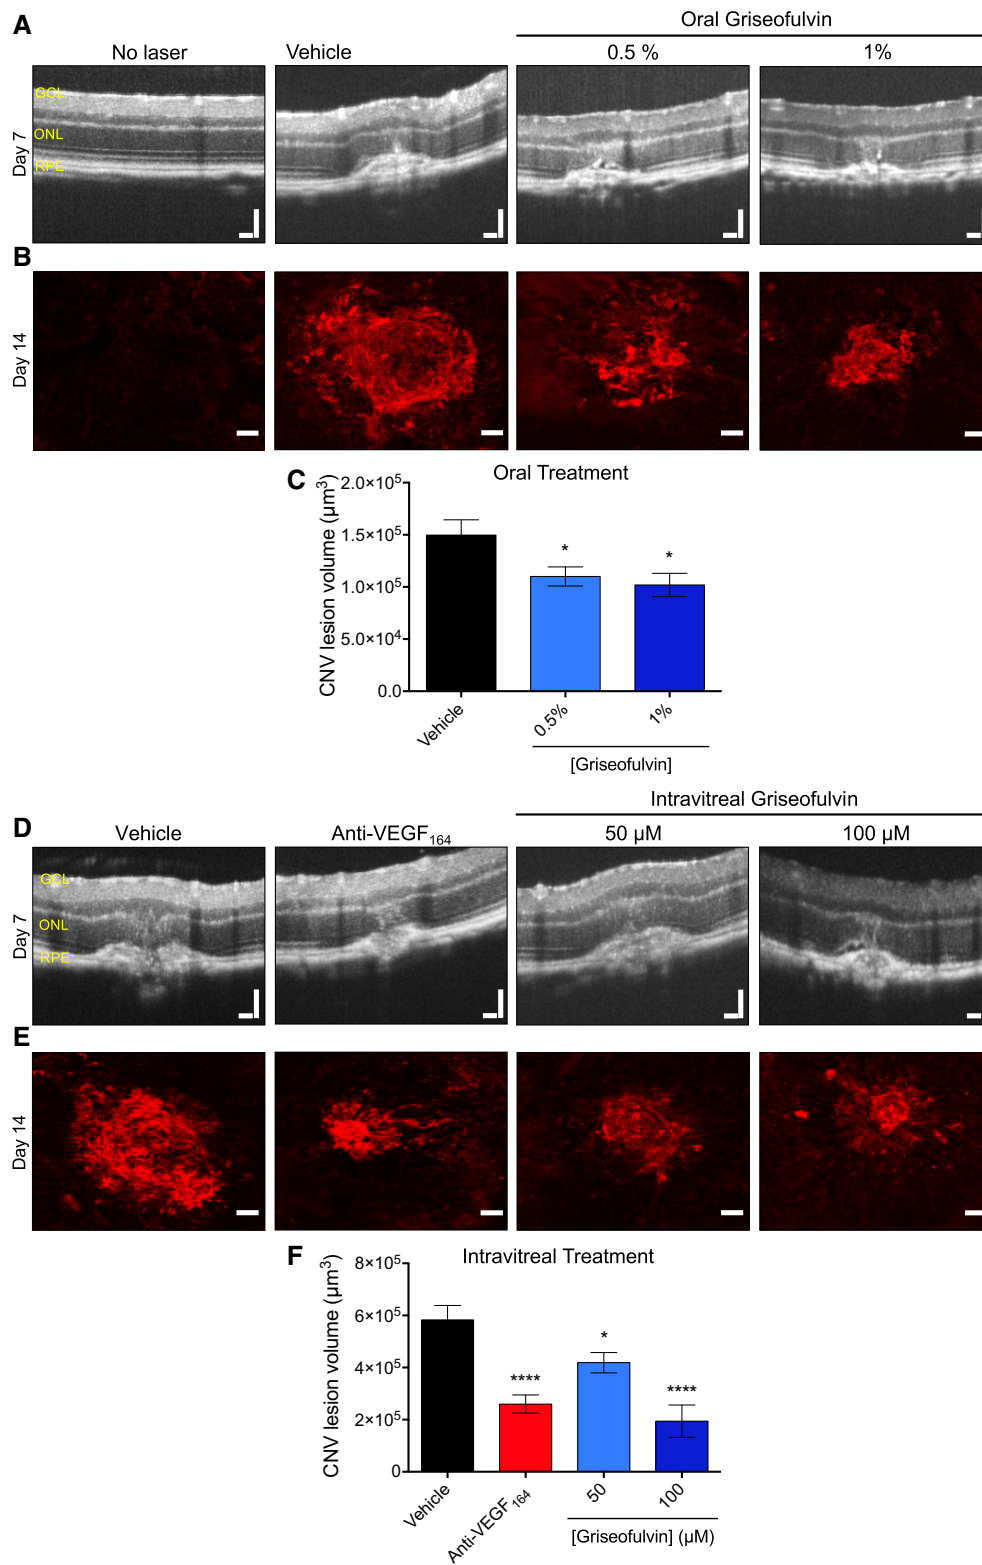 A
Oral Griseofulvin
No laser
Vehicle
0.5 %
1%
Day 7
GCL
ONL
RPE
B
Day 14
C
Oral Treatment
CNV lesion volume (µm³)
2.0×10⁵
1.5×10⁵
1.0×10⁵
5.0×10⁴
0.0
*
*
Vehicle
0.5%
1%
[Griseofulvin]
Intravitreal Griseofulvin
D
Vehicle
Anti-VEGF₁₆₄
50 µM
100 µM
Day 7
GCL
ONL
RPE
E
Day 14
F
Intravitreal Treatment
CNV lesion volume (µm³)
8×10⁵
6×10⁵
4×10⁵
2×10⁵
0
****
*
****
Vehicle
Anti-VEGF₁₆₄
50
100
[Griseofulvin] (µM)